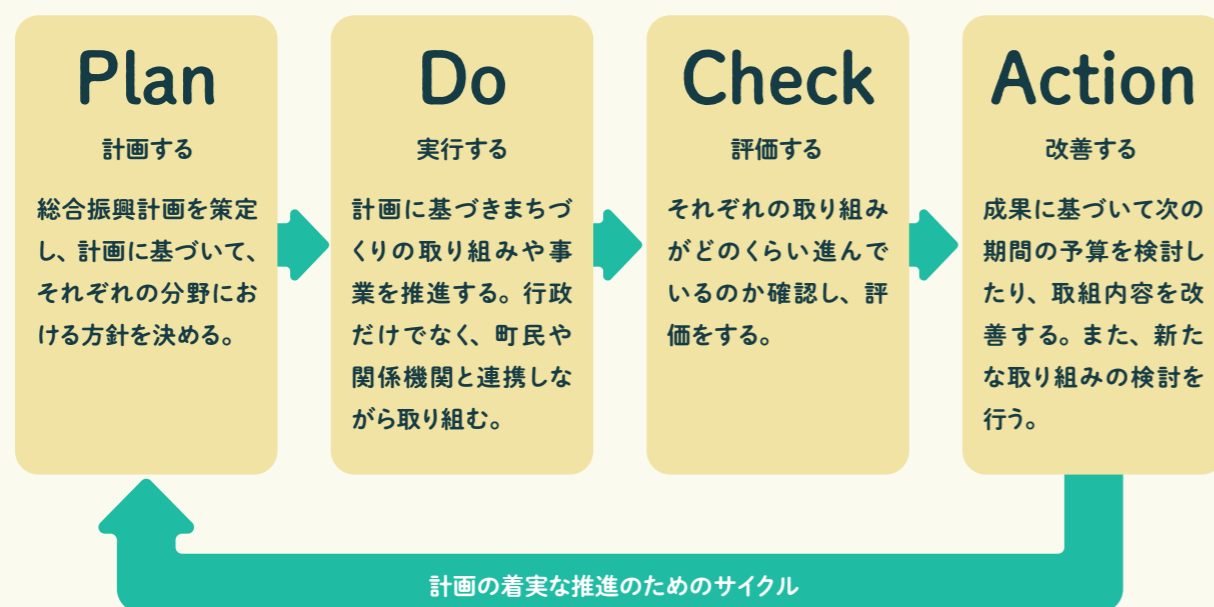 Plan
計画する
総合振興計画を策定
し、計画に基づいて、
それぞれの分野にお
ける方針を決める。
Do
実行する
計画に基づきまちづ
くりの取り組みや事
業を推進する。行政
だけでなく、町民や
関係機関と連携しな
がら取り組む。
Check
評価する
それぞれの取り組み
がどのくらい進んで
いるのか確認し、評
価をする。
Action
改善する
成果に基づいて次の
期間の予算を検討し
たり、取組内容を改
善する。また、新た
な取り組みの検討を
行う。
計画の着実な推進のためのサイクル